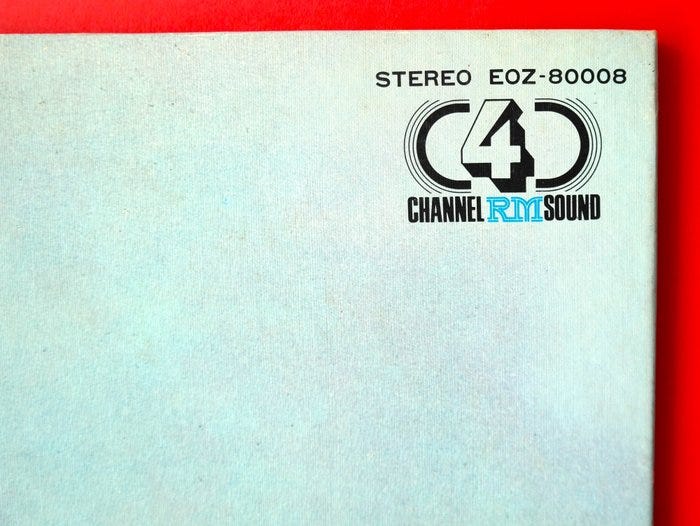 STEREO EOZ-80008
4
CHANNEL RM SOUND